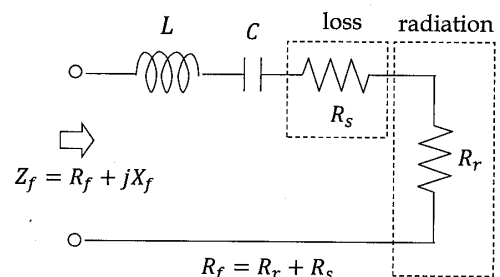 loss radiation
L C
R_s
R_r
Z_f = R_f + jX_f
R_f = R_r + R_s